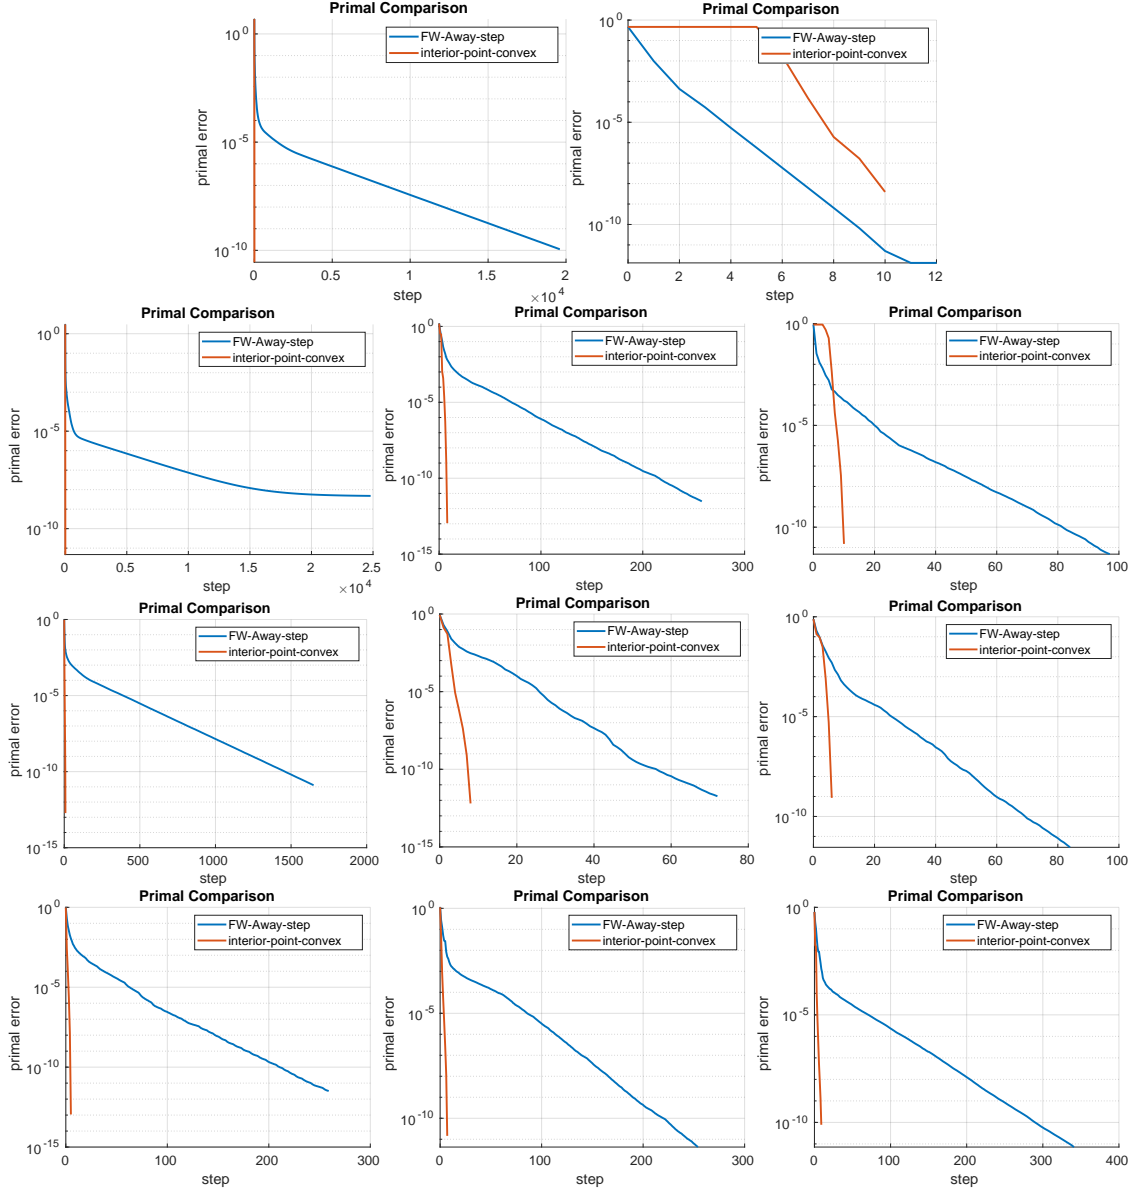 Primal Comparison
FW-Away-step
interior-point-convex
primal error
10^0
10^-5
10^-10
0
0.5
1
1.5
2
×10^4
step
Primal Comparison
FW-Away-step
interior-point-convex
primal error
10^0
10^-5
10^-10
0
2
4
6
8
10
12
step
Primal Comparison
FW-Away-step
interior-point-convex
primal error
10^0
10^-5
10^-10
0
0.5
1
1.5
2
2.5
×10^4
step
Primal Comparison
FW-Away-step
interior-point-convex
primal error
10^0
10^-5
10^-10
10^-15
0
100
200
300
step
Primal Comparison
FW-Away-step
interior-point-convex
primal error
10^0
10^-5
10^-10
0
20
40
60
80
100
step
Primal Comparison
FW-Away-step
interior-point-convex
primal error
10^0
10^-5
10^-10
10^-15
0
500
1000
1500
2000
step
Primal Comparison
FW-Away-step
interior-point-convex
primal error
10^0
10^-5
10^-10
10^-15
0
20
40
60
80
step
Primal Comparison
FW-Away-step
interior-point-convex
primal error
10^0
10^-5
10^-10
0
20
40
60
80
100
step
Primal Comparison
FW-Away-step
interior-point-convex
primal error
10^0
10^-5
10^-10
10^-15
0
100
200
300
step
Primal Comparison
FW-Away-step
interior-point-convex
primal error
10^0
10^-5
10^-10
0
100
200
300
step
Primal Comparison
FW-Away-step
interior-point-convex
primal error
10^0
10^-5
10^-10
0
100
200
300
400
step